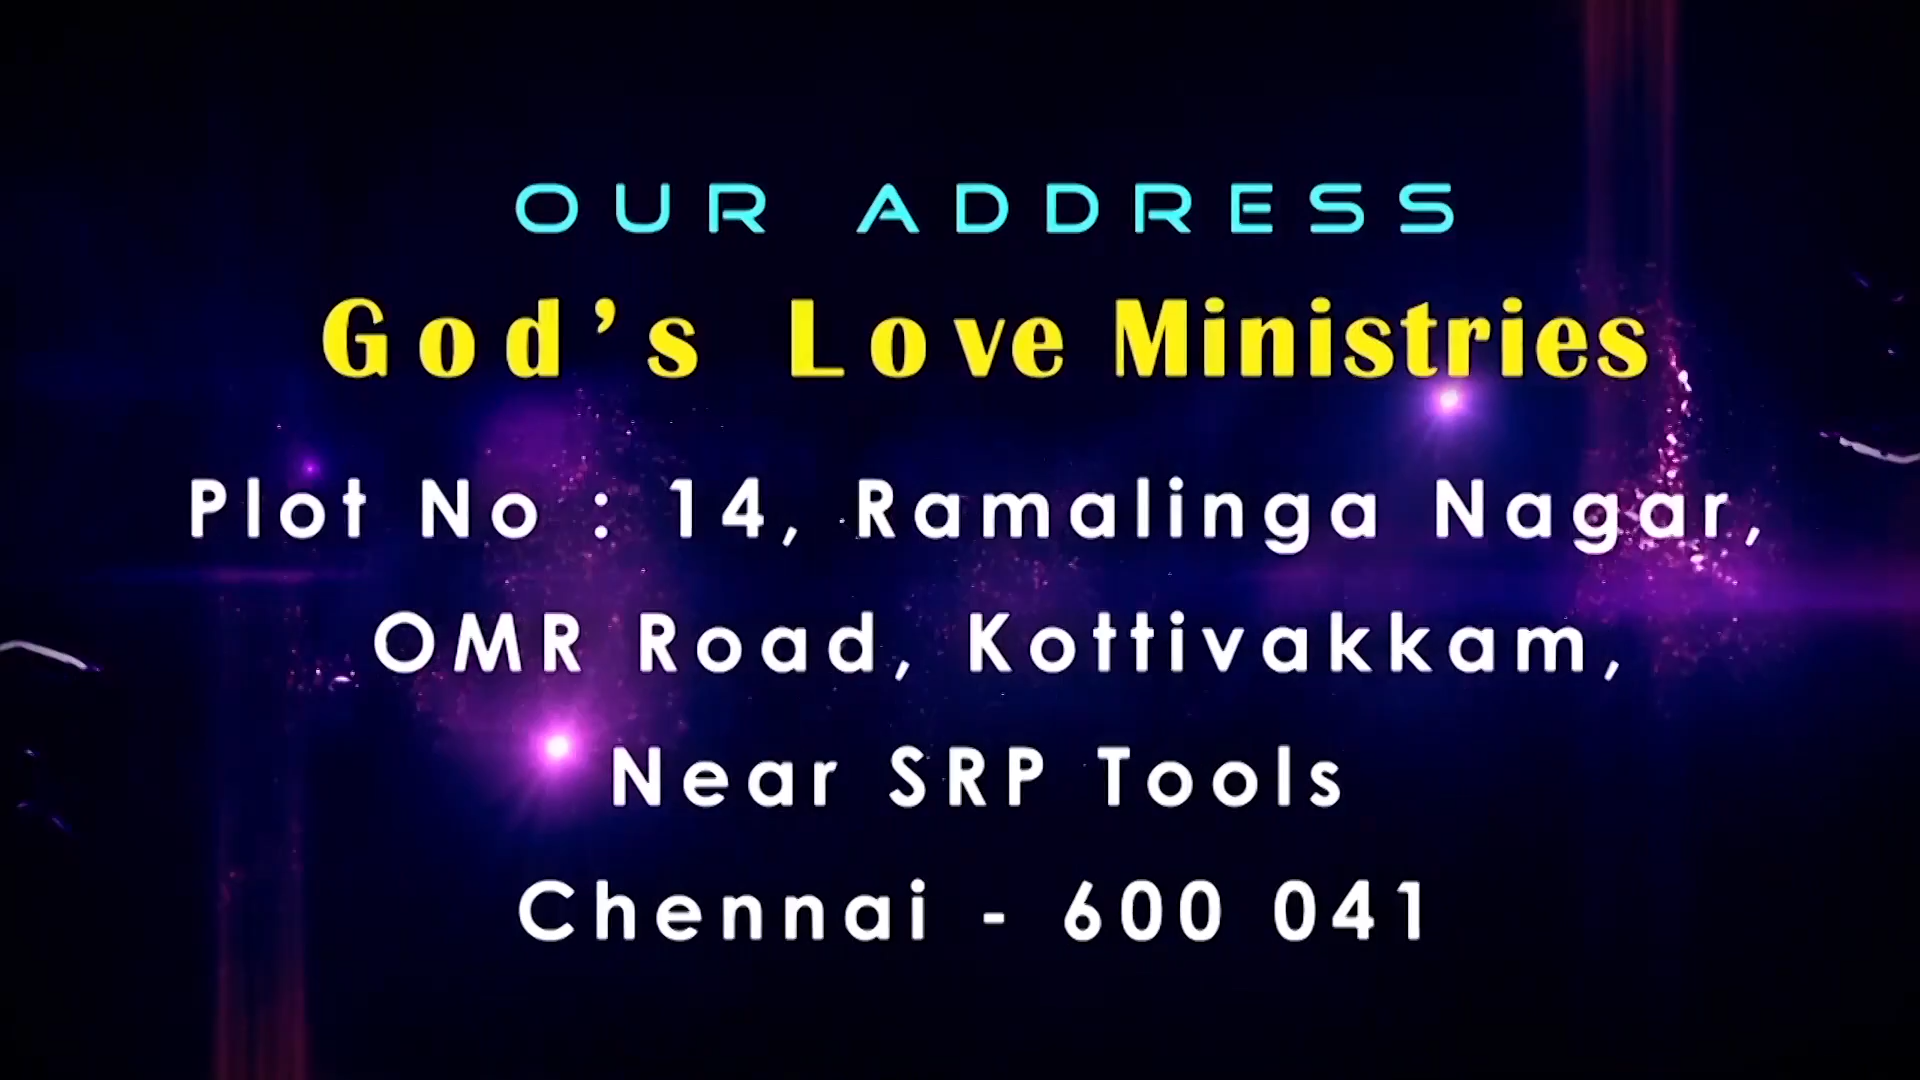 OUR ADDRESS
God's Love Ministries
Plot No : 14, Ramalinga Nagar,
OMR Road, Kottivakkam,
Near SRP Tools
Chennai - 600 041